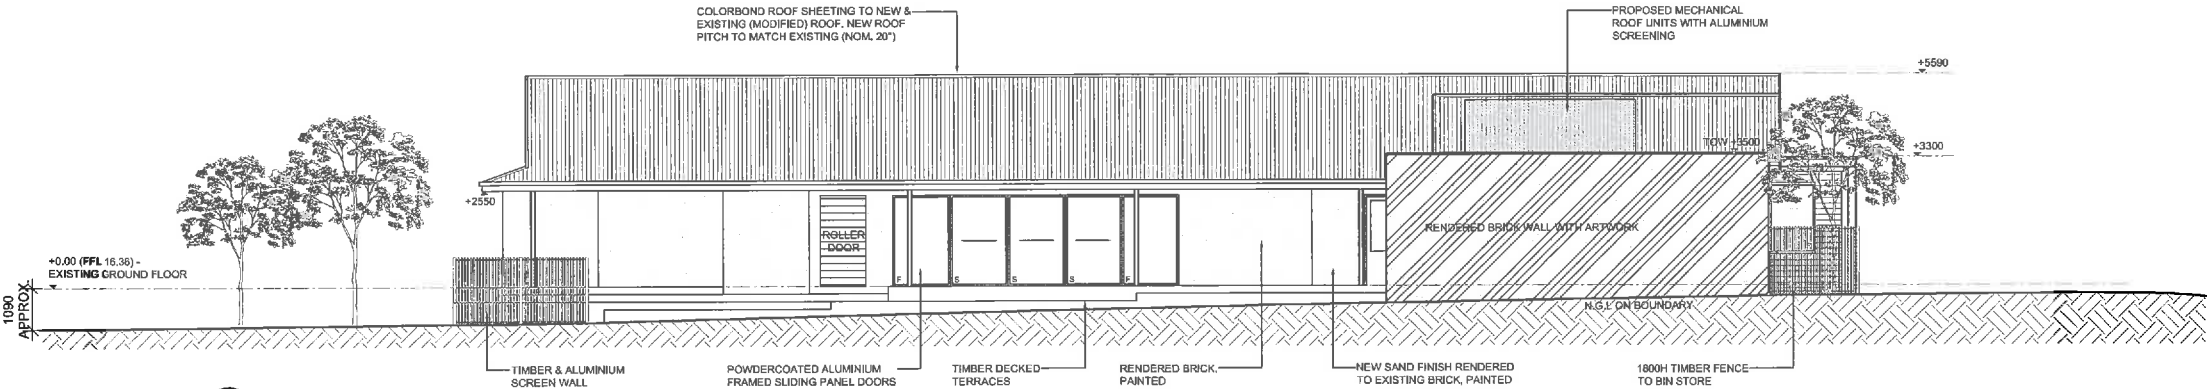 COLORBOND ROOF SHEETING TO NEW &
EXISTING (MODIFIED) ROOF. NEW ROOF
PITCH TO MATCH EXISTING (NOM. 20°)
PROPOSED MECHANICAL
ROOF UNITS WITH ALUMINIUM
SCREENING
+5590
TOW +3500
+3300
+2550
ROLLER
DOOR
RENDERED BRICK WALL WITH ARTWORK
+0.00 (FFL 16.36) -
EXISTING GROUND FLOOR
F
S
S
S
F
1090
APPROX.
N.G.L ON BOUNDARY
TIMBER & ALUMINIUM
SCREEN WALL
POWDERCOATED ALUMINIUM
FRAMED SLIDING PANEL DOORS
TIMBER DECKED
TERRACES
RENDERED BRICK,
PAINTED
NEW SAND FINISH RENDERED
TO EXISTING BRICK, PAINTED
1800H TIMBER FENCE
TO BIN STORE